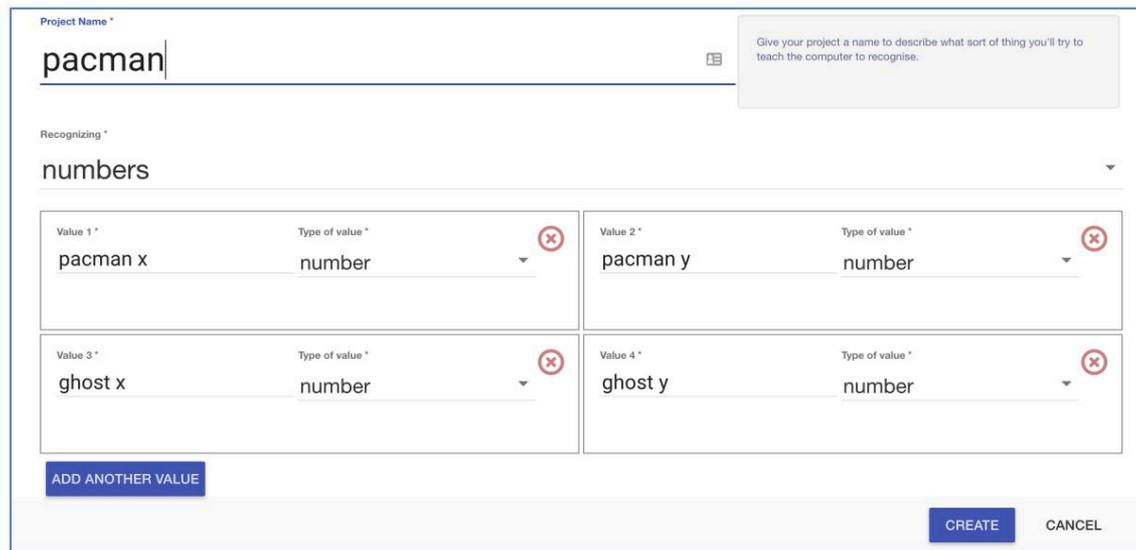 Project Name *
pacman
Give your project a name to describe what sort of thing you'll try to
teach the computer to recognise.
Recognizing *
numbers
Value 1 * Type of value * Value 2 * Type of value *
pacman x number pacman y number
Value 3 * Type of value * Value 4 * Type of value *
ghost x number ghost y number
ADD ANOTHER VALUE
CREATE CANCEL